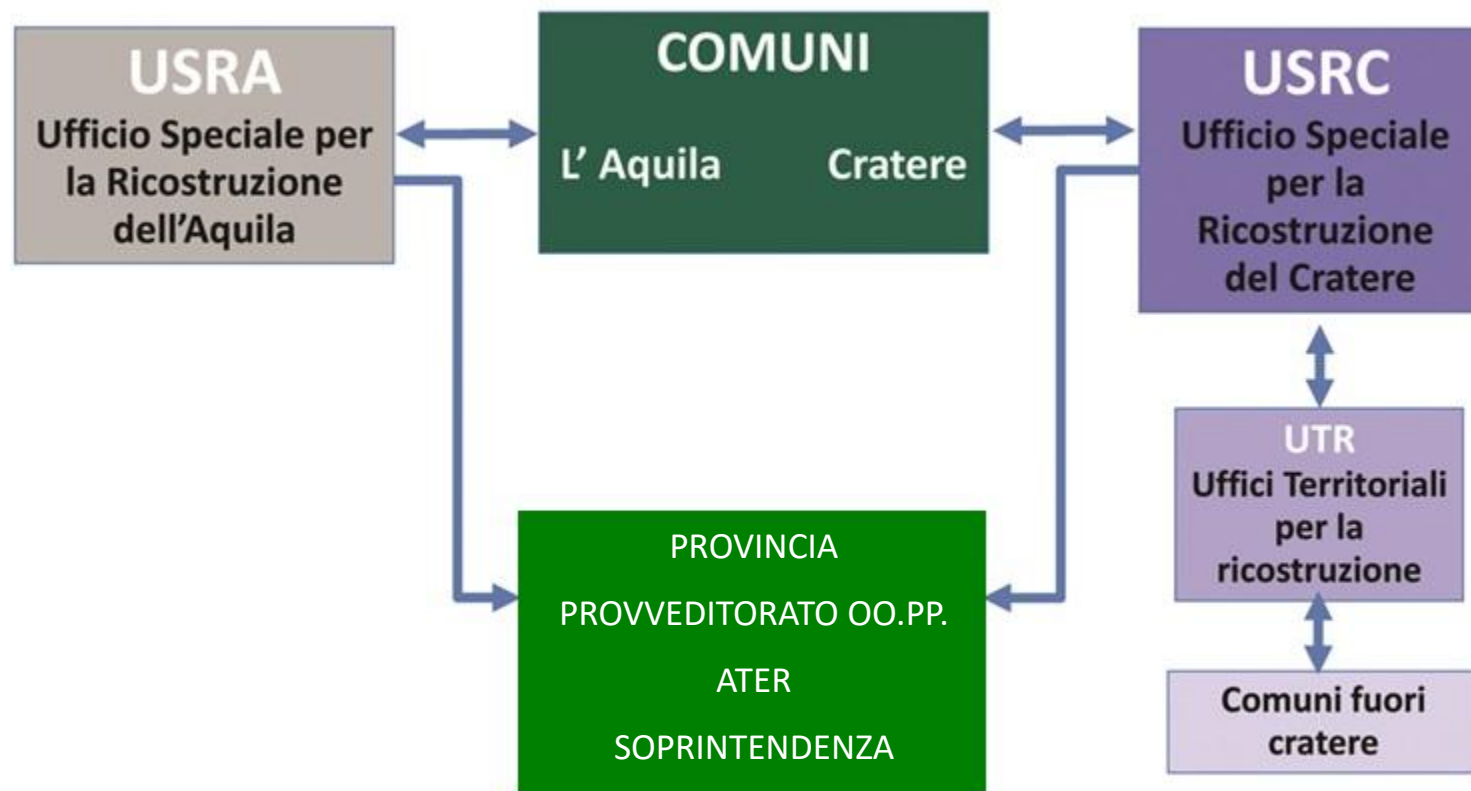 USRA
Ufficio Speciale per
la Ricostruzione
dell’Aquila
COMUNI
L’ Aquila
Cratere
USRC
Ufficio Speciale
per la
Ricostruzione
del Cratere
UTR
Uffici Territoriali
per la
ricostruzione
Comuni fuori
cratere
PROVINCIA
PROVVEDITORATO OO.PP.
ATER
SOPRINTENDENZA